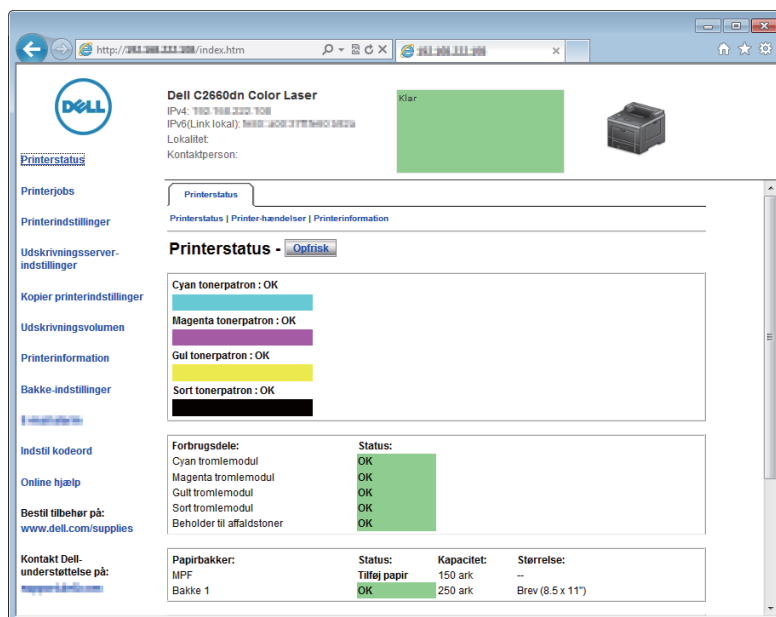 http:// /index.htm
DELL
Dell C2660dn Color Laser
IPv4:
IPv6(Link lokal):
Lokalitet:
Kontaktperson:
Klar
Printerstatus
Printerjobs
Printerindstillinger
Udskrivningsserver-
indstillinger
Kopier printerindstillinger
Udskrivningsvolumen
Printerinformation
Bakke-indstillinger
Indstil kodeord
Online hjælp
Bestil tilbehør på:
www.dell.com/supplies
Kontakt Dell-
understøttelse på:
Printerstatus
Printerstatus | Printer-hændelser | Printerinformation
Printerstatus - Opfrisk
Cyan tonerpatron : OK
Magenta tonerpatron : OK
Gul tonerpatron : OK
Sort tonerpatron : OK
Forbrugsdele: Status:
Cyan tromlemodul OK
Magenta tromlemodul OK
Gult tromlemodul OK
Sort tromlemodul OK
Beholder til affaldstoner OK
Papirbakker: Status: Kapacitet: Størrelse:
MPF Tilføj papir 150 ark --
Bakke 1 OK 250 ark Brev (8.5 x 11")